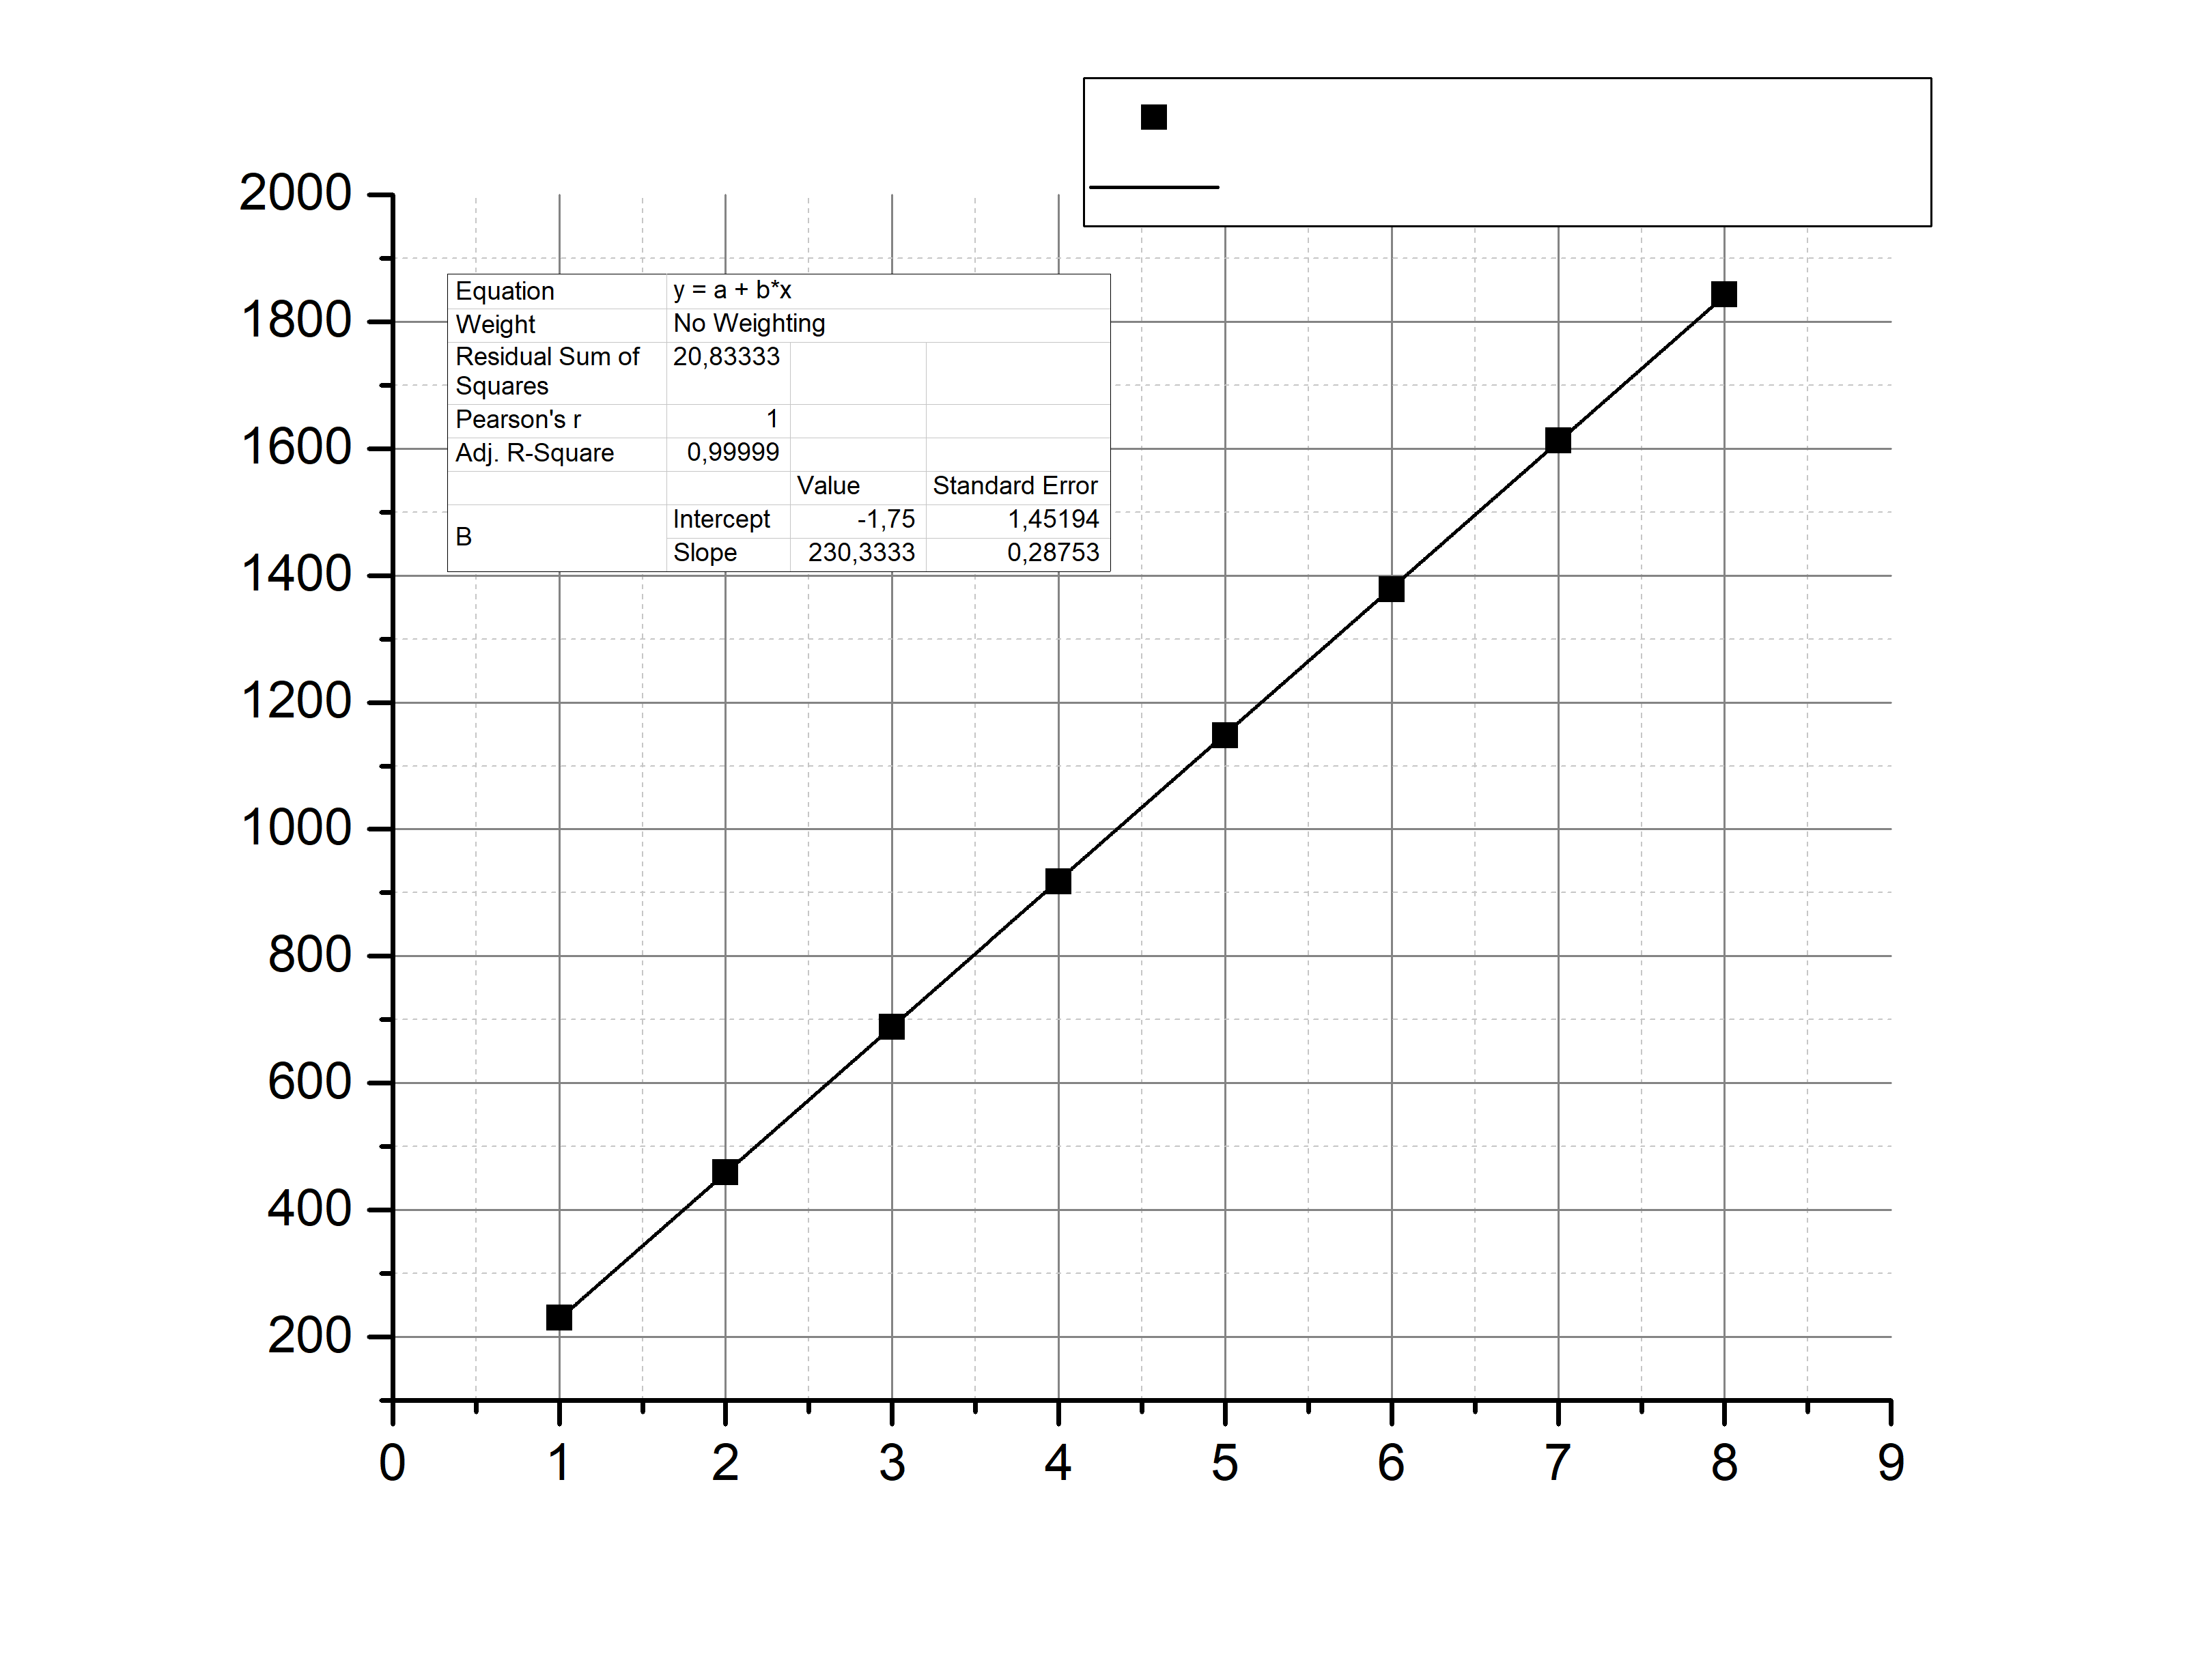 2000
1800
1600
1400
1200
1000
800
600
400
200
Equation y = a + b*x
Weight No Weighting
Residual Sum of Squares 20,83333
Pearson's r 1
Adj. R-Square 0,99999
Value Standard Error
B Intercept -1,75 1,45194
Slope 230,3333 0,28753
0 1 2 3 4 5 6 7 8 9